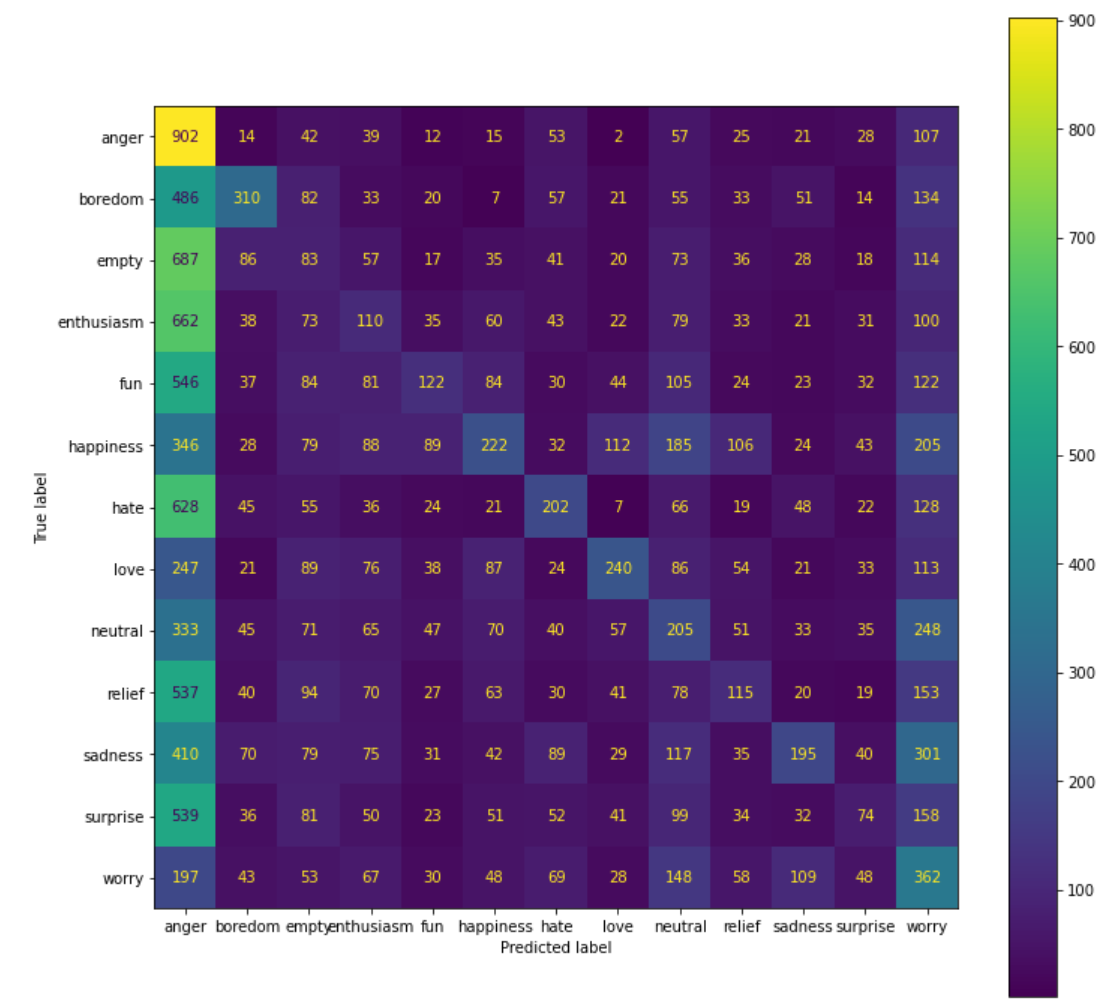 900
800
700
600
500
400
300
200
100
True label
anger 902 14 42 39 12 15 53 2 57 25 21 28 107
boredom 486 310 82 33 20 7 57 21 55 33 51 14 134
empty 687 86 83 57 17 35 41 20 73 36 28 18 114
enthusiasm 662 38 73 110 35 60 43 22 79 33 21 31 100
fun 546 37 84 81 122 84 30 44 105 24 23 32 122
happiness 346 28 79 88 89 222 32 112 185 106 24 43 205
hate 628 45 55 36 24 21 202 7 66 19 48 22 128
love 247 21 89 76 38 87 24 240 86 54 21 33 113
neutral 333 45 71 65 47 70 40 57 205 51 33 35 248
relief 537 40 94 70 27 63 30 41 78 115 20 19 153
sadness 410 70 79 75 31 42 89 29 117 35 195 40 301
surprise 539 36 81 50 23 51 52 41 99 34 32 74 158
worry 197 43 53 67 30 48 69 28 148 58 109 48 362
anger boredom empty enthusiasm fun happiness hate love neutral relief sadness surprise worry
Predicted label